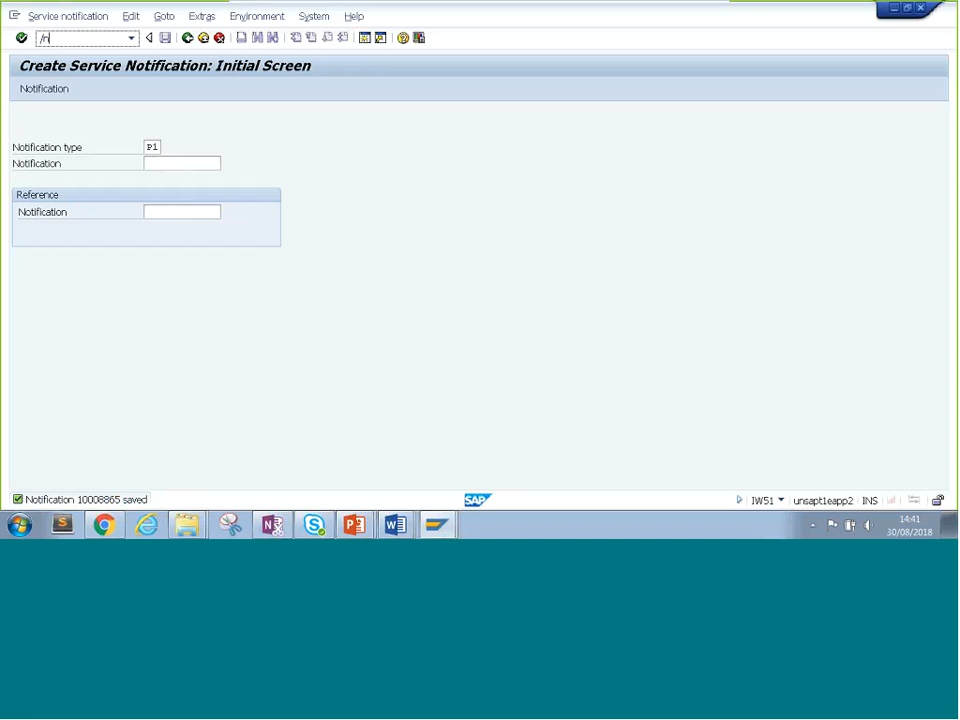 Service notification Edit Goto Extras Environment System Help
/n
Create Service Notification: Initial Screen
Notification
Notification type P1
Notification
Reference
Notification
Notification 10008865 saved
SAP
IW51 unsapt1eapp2 INS
14:41
30/08/2018